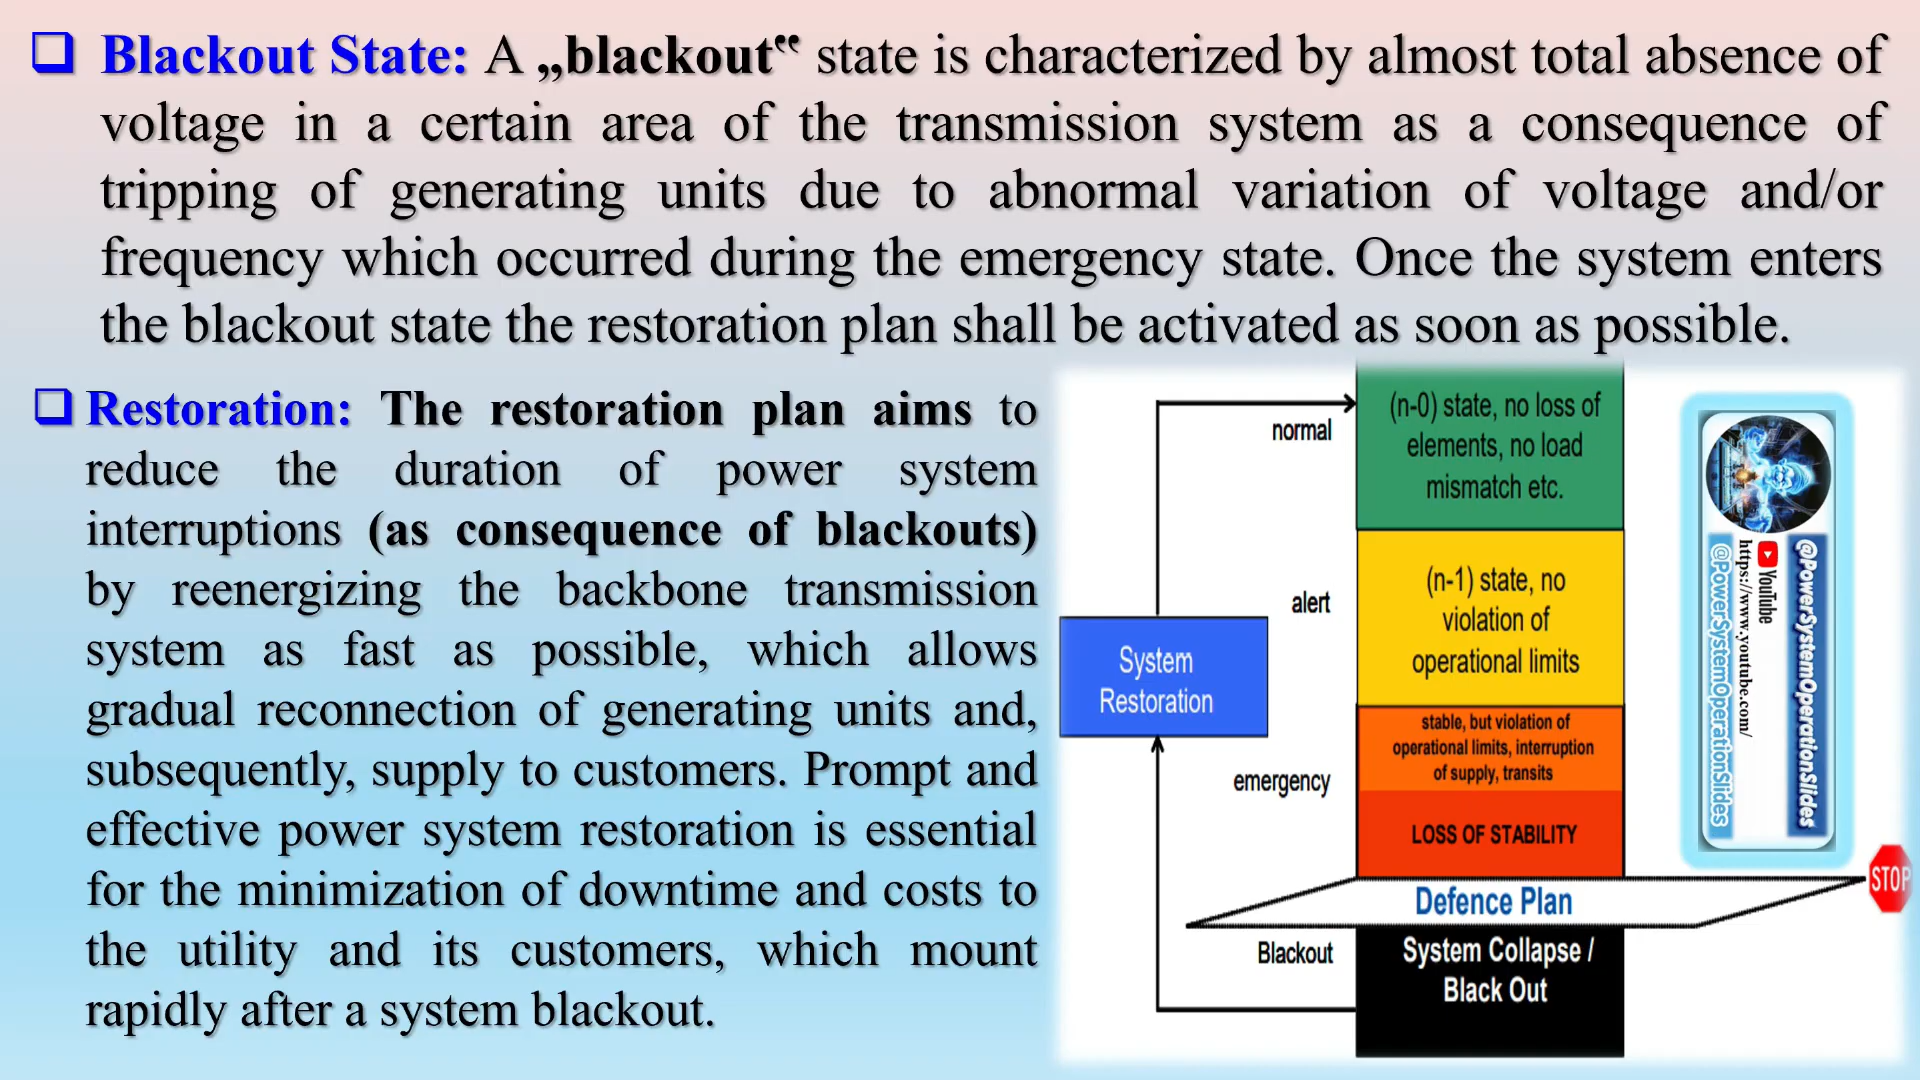 Blackout State: A „blackout‟ state is characterized by almost total absence of
voltage in a certain area of the transmission system as a consequence of
tripping of generating units due to abnormal variation of voltage and/or
frequency which occurred during the emergency state. Once the system enters
the blackout state the restoration plan shall be activated as soon as possible.
Restoration: The restoration plan aims to
reduce the duration of power system
interruptions (as consequence of blackouts)
by reenergizing the backbone transmission
system as fast as possible, which allows
gradual reconnection of generating units and,
subsequently, supply to customers. Prompt and
effective power system restoration is essential
for the minimization of downtime and costs to
the utility and its customers, which mount
rapidly after a system blackout.
normal
(n-0) state, no loss of
elements, no load
mismatch etc.
alert
(n-1) state, no
violation of
operational limits
System
Restoration
emergency
stable, but violation of
operational limits, interruption
of supply, transits
LOSS OF STABILITY
Defence Plan
STOP
Blackout
System Collapse /
Black Out
@PowerSystemOperationSlides
YouTube
https://www.youtube.com/
@PowerSystemOperationSlides